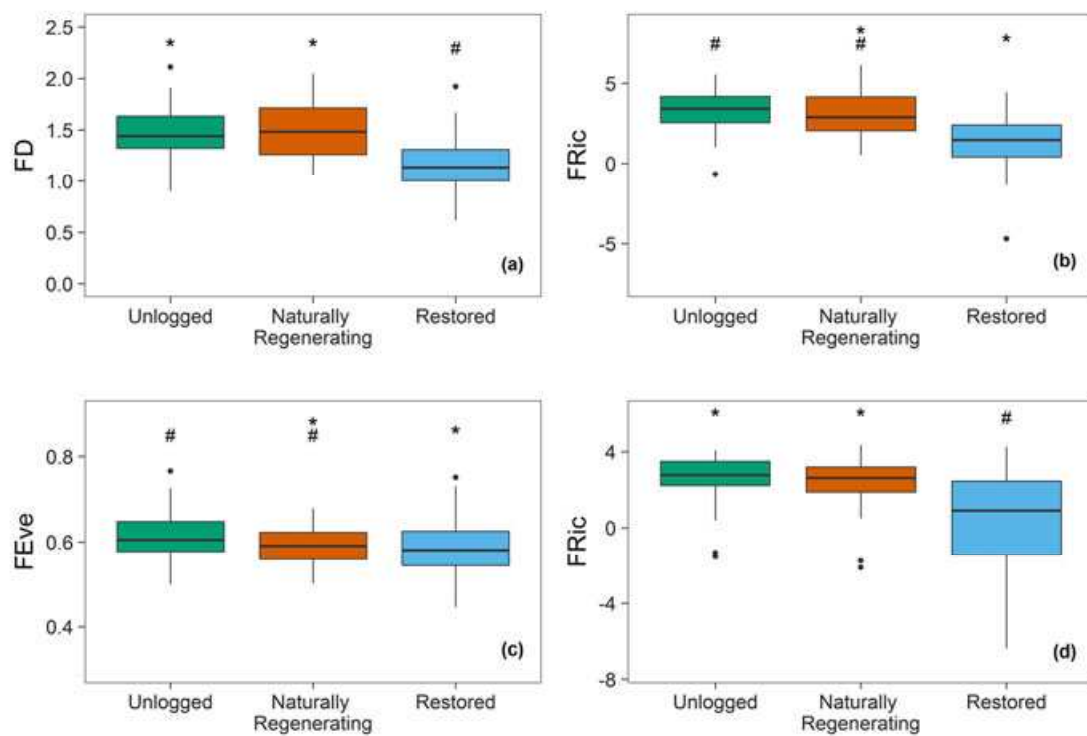 2.5
2.0
1.5
1.0
0.5
0.0
FD
* * #
(a)
Unlogged Naturally Regenerating Restored
5
0
-5
FRic
# * # *
(b)
Unlogged Naturally Regenerating Restored
0.8
0.6
0.4
FEve
# * # *
(c)
Unlogged Naturally Regenerating Restored
4
0
-4
-8
FRic
* * #
(d)
Unlogged Naturally Regenerating Restored